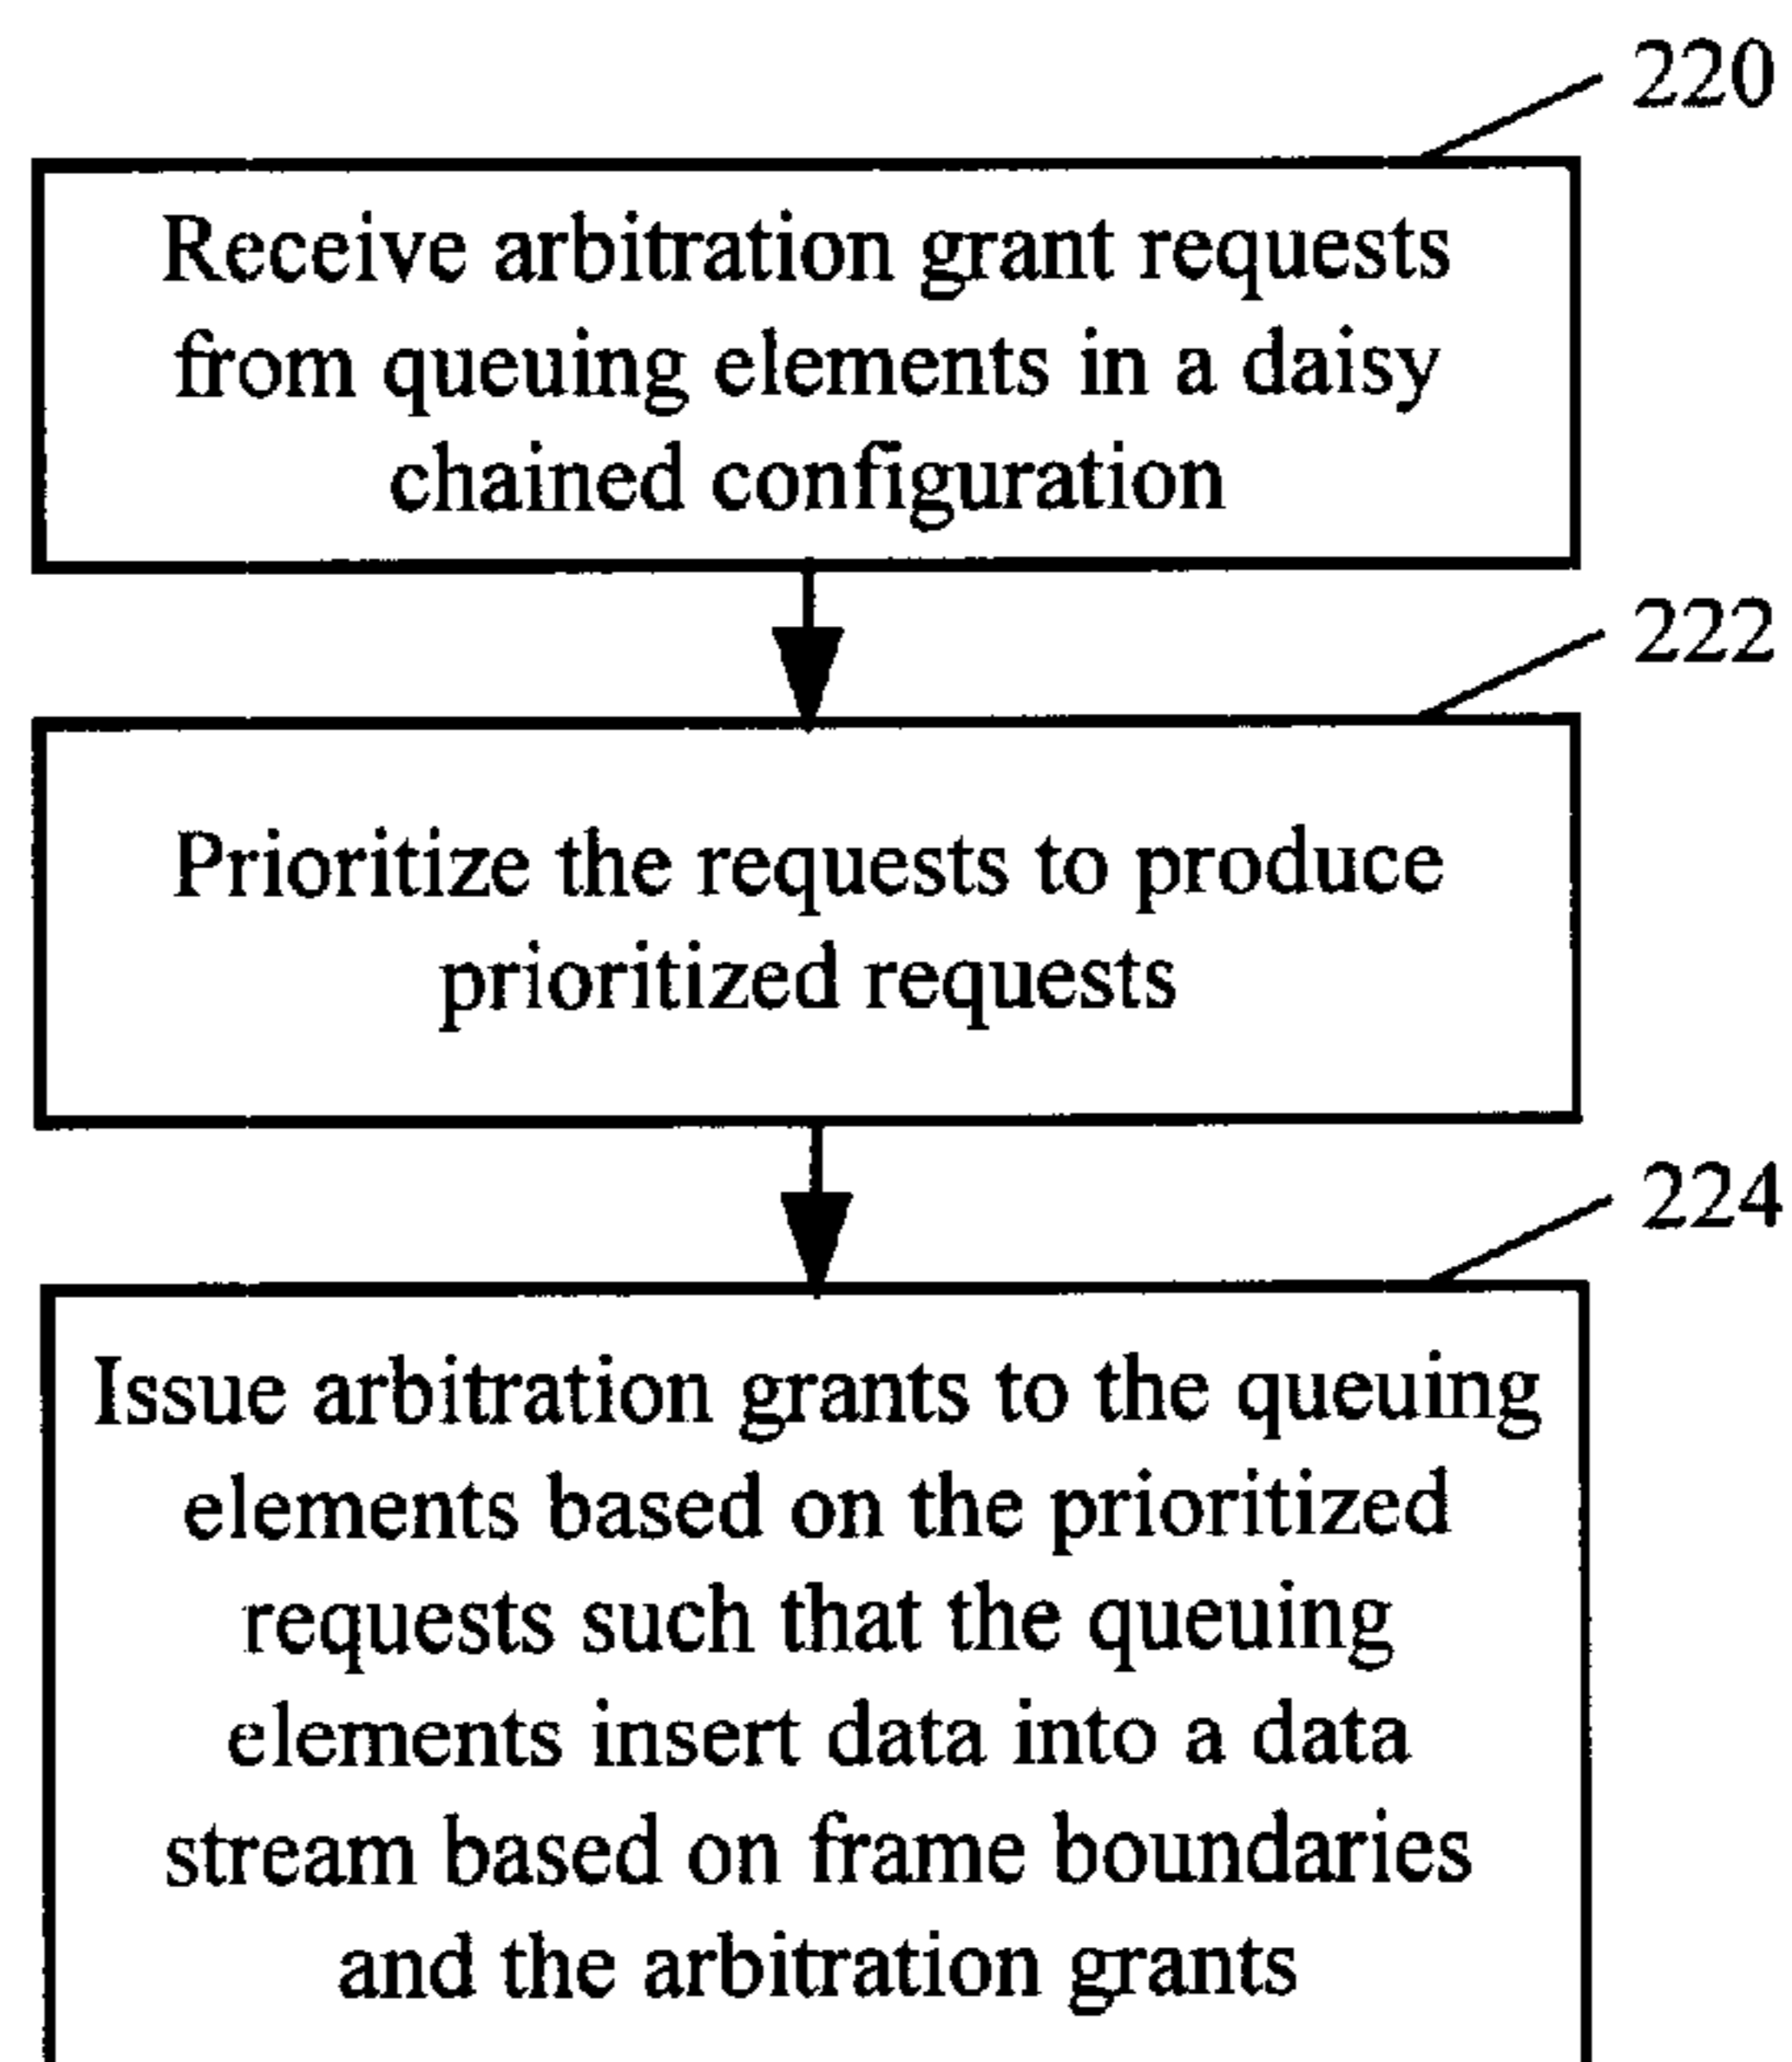 220
Receive arbitration grant requests
from queuing elements in a daisy
chained configuration
222
Prioritize the requests to produce
prioritized requests
224
Issue arbitration grants to the queuing
elements based on the prioritized
requests such that the queuing
elements insert data into a data
stream based on frame boundaries
and the arbitration grants